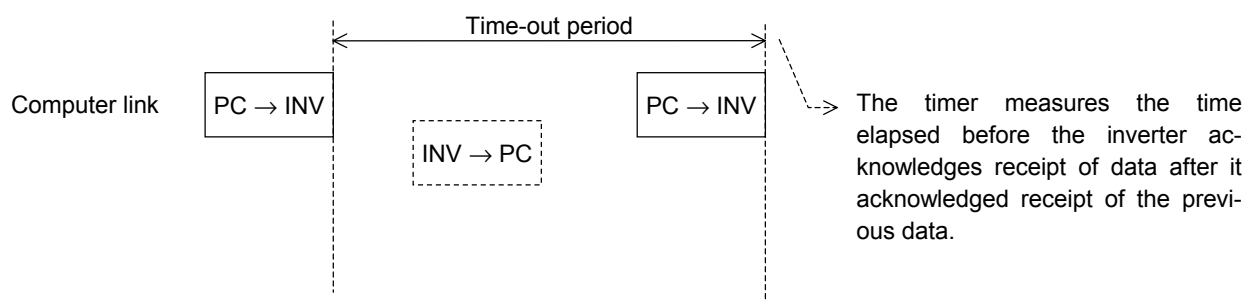 Time-out period
Computer link
PC → INV
INV → PC
PC → INV
The timer measures the time
elapsed before the inverter ac-
knowledges receipt of data after it
acknowledged receipt of the previ-
ous data.